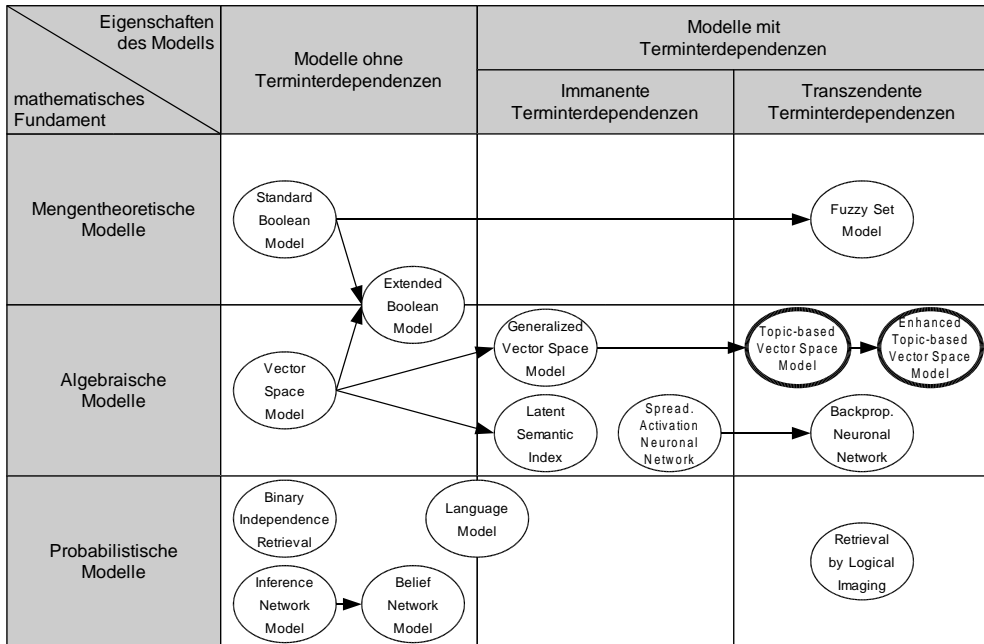 Eigenschaften
des Modells
mathematisches
Fundament
Modelle ohne
Terminterdependenzen
Modelle mit
Terminterdependenzen
Immanente
Terminterdependenzen
Transzendente
Terminterdependenzen
Mengentheoretische
Modelle
Standard
Boolean
Model
Fuzzy Set
Model
Extended
Boolean
Model
Algebraische
Modelle
Vector
Space
Model
Generalized
Vector Space
Model
Topic-based
Vector Space
Model
Enhanced
Topic-based
Vector Space
Model
Latent
Semantic
Index
Spread.
Activation
Neuronal
Network
Backprop.
Neuronal
Network
Probabilistische
Modelle
Binary
Independence
Retrieval
Language
Model
Inference
Network
Model
Belief
Network
Model
Retrieval
by Logical
Imaging